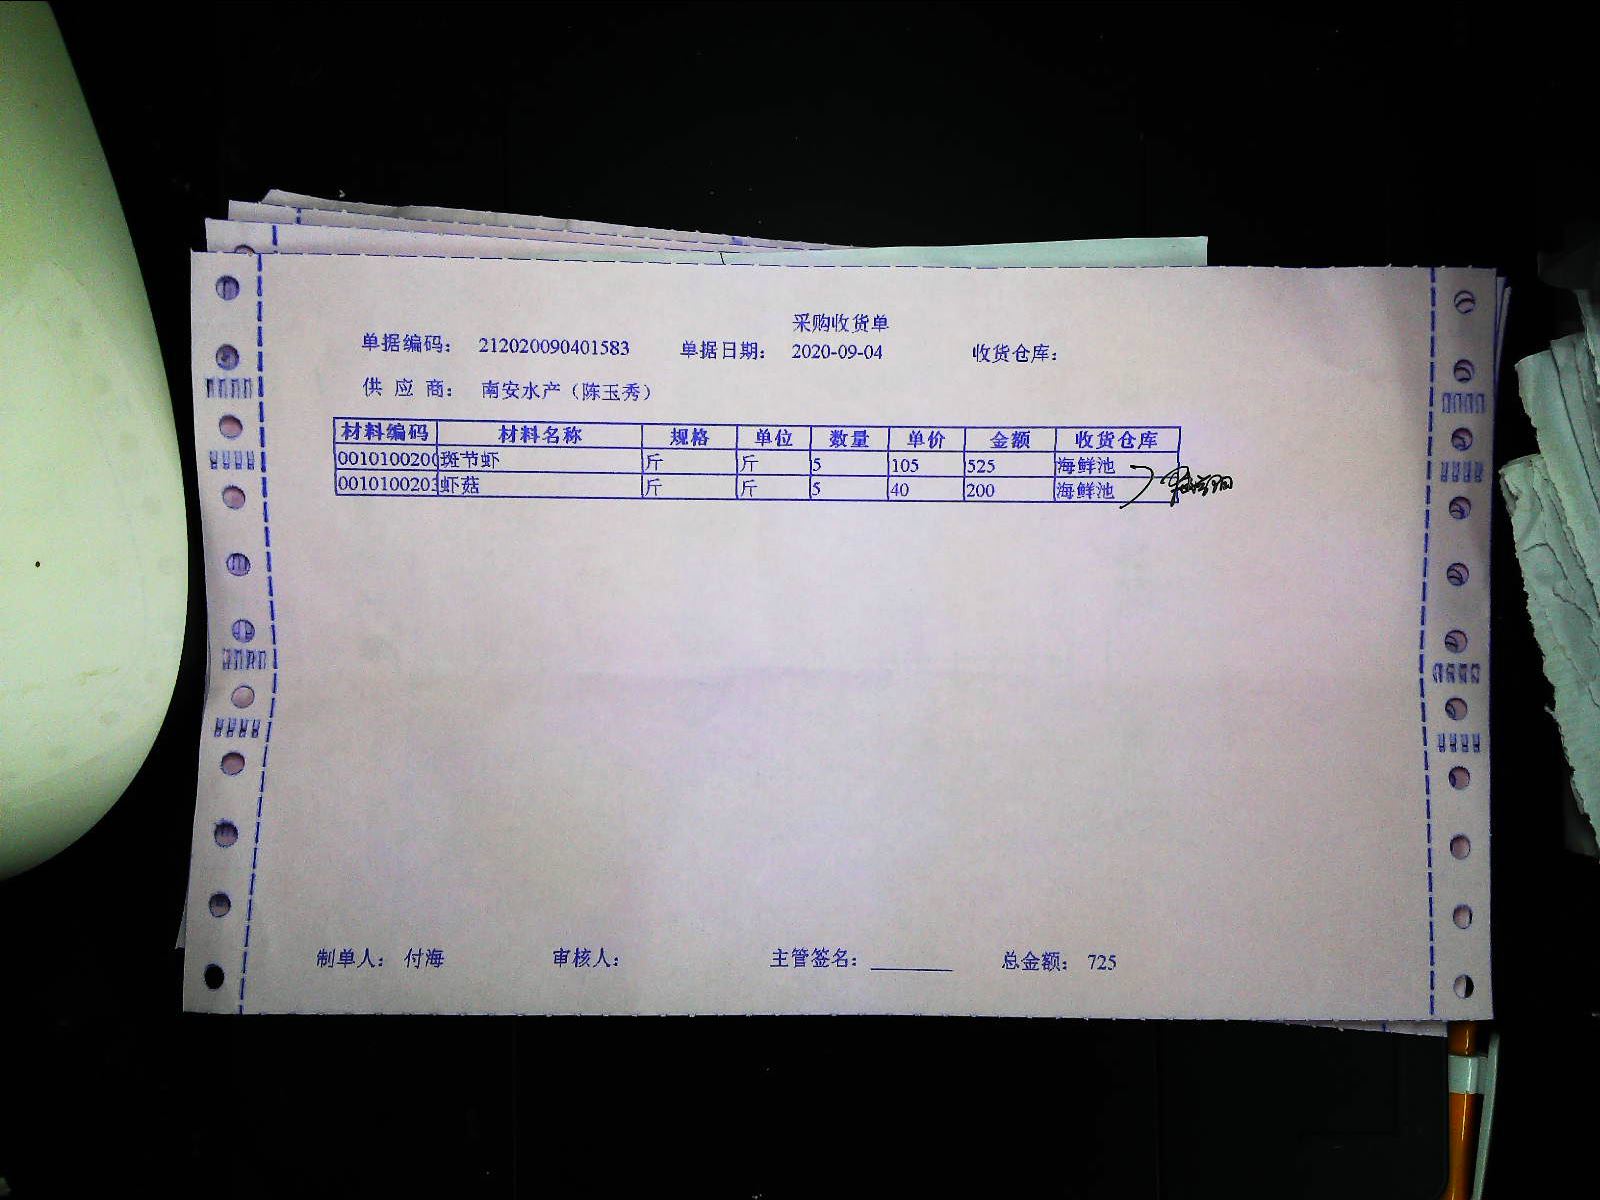 采购收货单
单据编码： 212020090401583 单据日期： 2020-09-04 收货仓库：
供 应 商： 南安水产（陈玉秀）
材料编码 材料名称 规格 单位 数量 单价 金额 收货仓库
0010100200 斑节虾 斤 斤 5 105 525 海鲜池
0010100203 虾菇 斤 斤 5 40 200 海鲜池
制单人： 付海 审核人： 主管签名： 总金额： 725